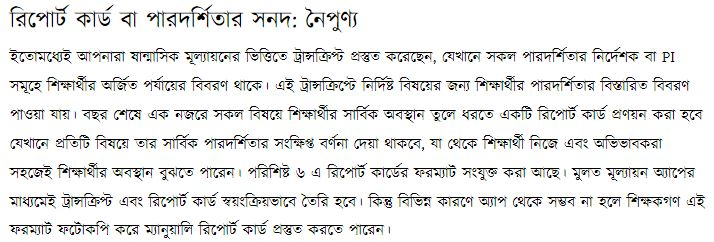 রিপোর্ট কার্ড বা পারদর্শিতার সনদ: নৈপুণ্য
ইতোমধ্যেই আপনারা ষান্মাসিক মূল্যায়নের ভিত্তিতে ট্রান্সক্রিপ্ট প্রস্তুত করেছেন, যেখানে সকল পারদর্শিতার নির্দেশক বা PI
সমূহে শিক্ষার্থীর অর্জিত পর্যায়ের বিবরণ থাকে। এই ট্রান্সক্রিপ্টে নির্দিষ্ট বিষয়ের জন্য শিক্ষার্থীর পারদর্শিতার বিস্তারিত বিবরণ
পাওয়া যায়। বছর শেষে এক নজরে সকল বিষয়ে শিক্ষার্থীর সার্বিক অবস্থান তুলে ধরতে একটি রিপোর্ট কার্ড প্রণয়ন করা হবে
যেখানে প্রতিটি বিষয়ে তার সার্বিক পারদর্শিতার সংক্ষিপ্ত বর্ণনা দেয়া থাকবে, যা থেকে শিক্ষার্থী নিজে এবং অভিভাবকরা
সহজেই শিক্ষার্থীর অবস্থান বুঝতে পারেন। পরিশিষ্ট ৬ এ রিপোর্ট কার্ডের ফরম্যাট সংযুক্ত করা আছে। মুলত মূল্যায়ন অ্যাপের
মাধ্যমেই ট্রান্সক্রিপ্ট এবং রিপোর্ট কার্ড স্বয়ংক্রিয়ভাবে তৈরি হবে। কিন্তু বিভিন্ন কারণে অ্যাপ থেকে সম্ভব না হলে শিক্ষকগণ এই
ফরম্যাট ফটোকপি করে ম্যানুয়ালি রিপোর্ট কার্ড প্রস্তুত করতে পারেন।